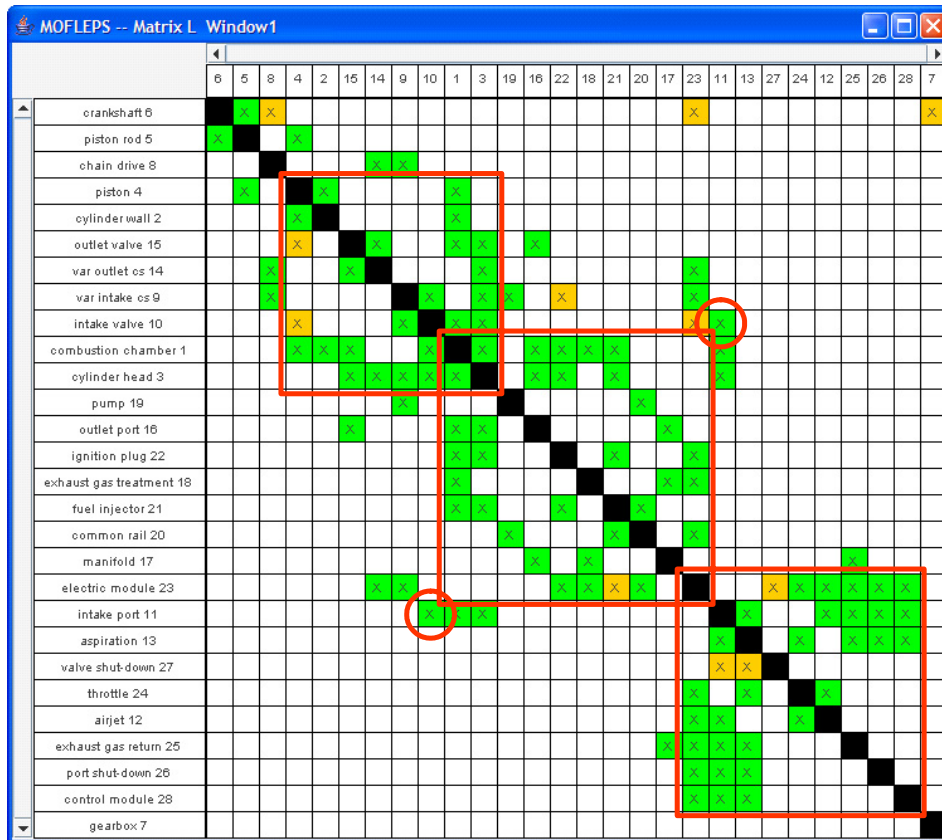 MOFLEPS -- Matrix L Window1
6 5 8 4 2 15 14 9 10 1 3 19 16 22 18 21 20 17 23 11 13 27 24 12 25 26 28 7
crankshaft 6 X X X X
piston rod 5 X X
chain drive 8 X X
piston 4 X X X
cylinder wall 2 X X
outlet valve 15 X X X X X
var outlet cs 14 X X X X
var intake cs 9 X X X X X X
intake valve 10 X X X X X X
combustion chamber 1 X X X X X X X X X X
cylinder head 3 X X X X X X X X X
pump 19 X X
outlet port 16 X X X X
ignition plug 22 X X X X
exhaust gas treatment 18 X X X
fuel injector 21 X X X X
common rail 20 X X X
manifold 17 X X X
electric module 23 X X X X X X X X X X X X
intake port 11 X X X X X X X X
aspiration 13 X X X X X
valve shut-down 27 X X
throttle 24 X X X
airjet 12 X X X
exhaust gas return 25 X X X X
port shut-down 26 X X X
control module 28 X X X
gearbox 7